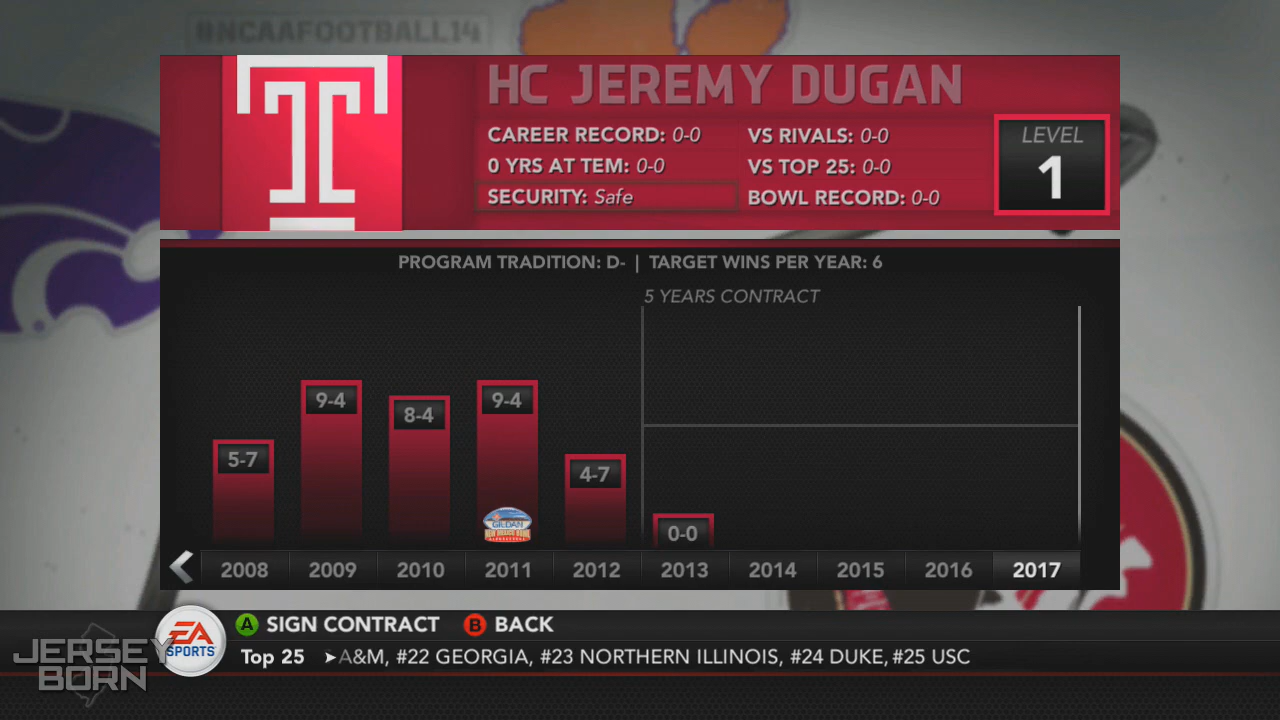 #NCAAFOOTBALL14
HC JEREMY DUGAN
CAREER RECORD: 0-0
VS RIVALS: 0-0
0 YRS AT TEM: 0-0
VS TOP 25: 0-0
SECURITY: Safe
BOWL RECORD: 0-0
LEVEL
1
PROGRAM TRADITION: D- | TARGET WINS PER YEAR: 6
5 YEARS CONTRACT
9-4
9-4
8-4
5-7
4-7
GILDAN
NEW MEXICO BOWL
0-0
2008 2009 2010 2011 2012 2013 2014 2015 2016 2017
EA
SPORTS
A SIGN CONTRACT B BACK
Top 25 A&M, #22 GEORGIA, #23 NORTHERN ILLINOIS, #24 DUKE, #25 USC
JERSEY
BORN